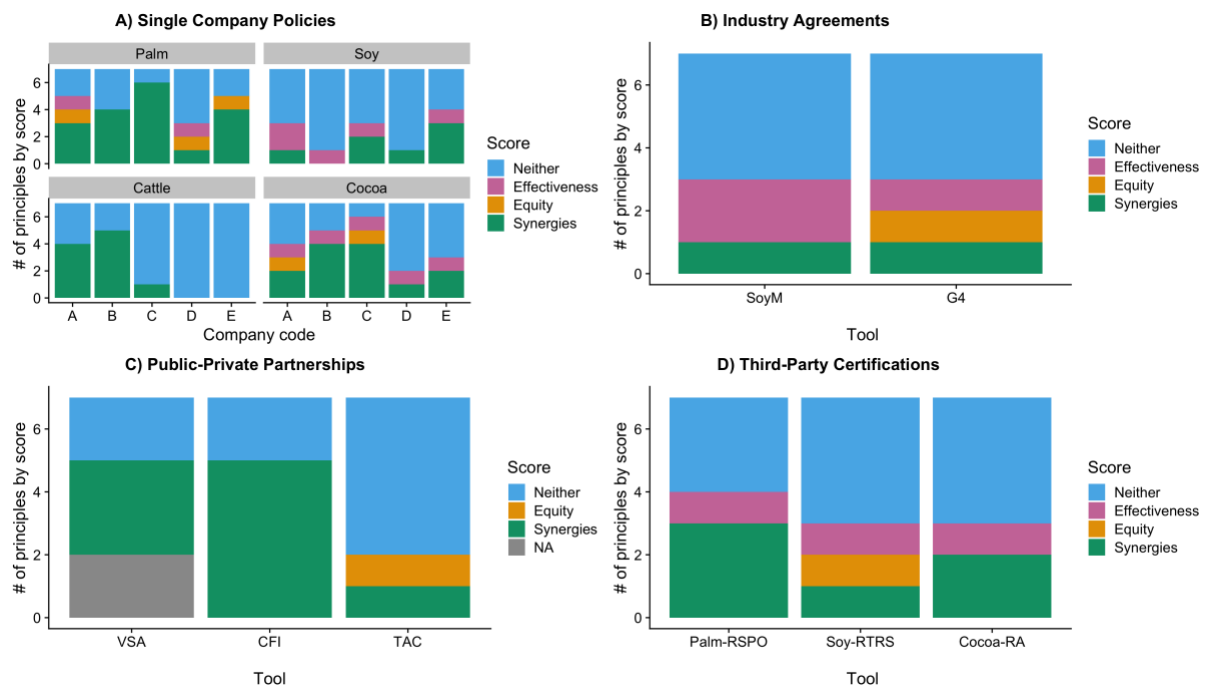 A) Single Company Policies
Palm
Soy
Cattle
Cocoa
# of principles by score
6
4
2
0
6
4
2
0
A B C D E
A B C D E
Company code
Score
Neither
Effectiveness
Equity
Synergies
B) Industry Agreements
# of principles by score
6
4
2
0
SoyM G4
Tool
Score
Neither
Effectiveness
Equity
Synergies
C) Public-Private Partnerships
# of principles by score
6
4
2
0
VSA CFI TAC
Tool
Score
Neither
Equity
Synergies
NA
D) Third-Party Certifications
# of principles by score
6
4
2
0
Palm-RSPO Soy-RTRS Cocoa-RA
Tool
Score
Neither
Effectiveness
Equity
Synergies